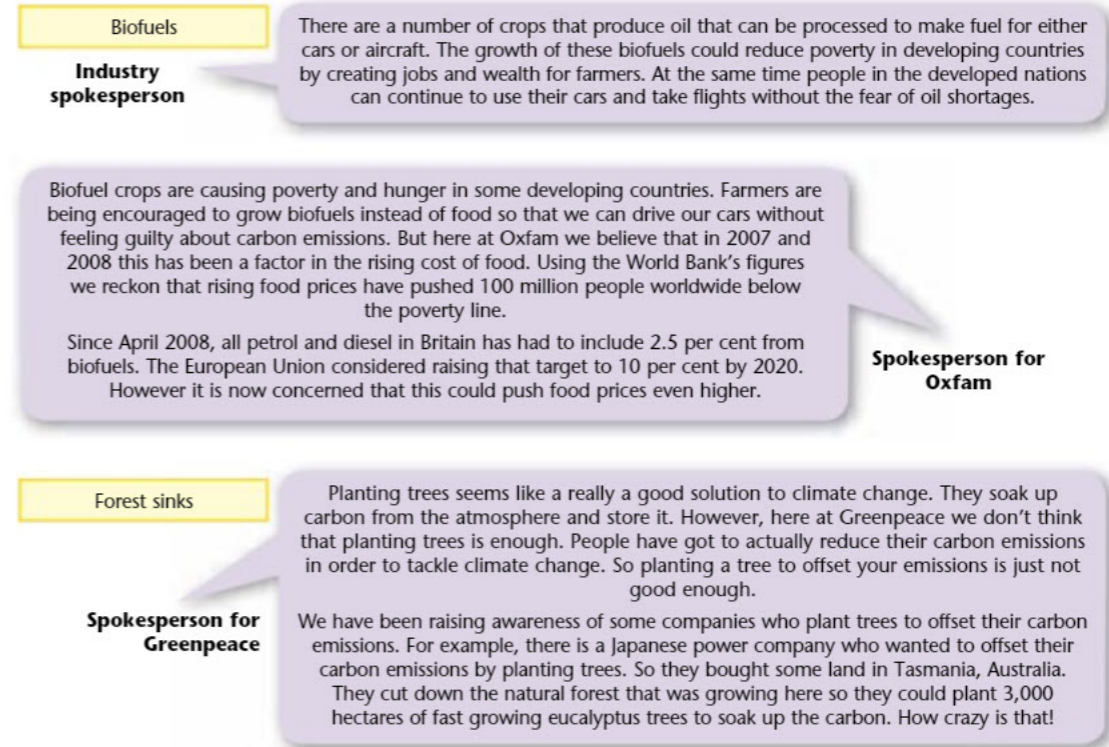 Biofuels
Industry
spokesperson
There are a number of crops that produce oil that can be processed to make fuel for either
cars or aircraft. The growth of these biofuels could reduce poverty in developing countries
by creating jobs and wealth for farmers. At the same time people in the developed nations
can continue to use their cars and take flights without the fear of oil shortages.
Biofuel crops are causing poverty and hunger in some developing countries. Farmers are
being encouraged to grow biofuels instead of food so that we can drive our cars without
feeling guilty about carbon emissions. But here at Oxfam we believe that in 2007 and
2008 this has been a factor in the rising cost of food. Using the World Bank's figures
we reckon that rising food prices have pushed 100 million people worldwide below
the poverty line.
Since April 2008, all petrol and diesel in Britain has had to include 2.5 per cent from
biofuels. The European Union considered raising that target to 10 per cent by 2020.
However it is now concerned that this could push food prices even higher.
Spokesperson for
Oxfam
Forest sinks
Spokesperson for
Greenpeace
Planting trees seems like a really a good solution to climate change. They soak up
carbon from the atmosphere and store it. However, here at Greenpeace we don't think
that planting trees is enough. People have got to actually reduce their carbon emissions
in order to tackle climate change. So planting a tree to offset your emissions is just not
good enough.
We have been raising awareness of some companies who plant trees to offset their carbon
emissions. For example, there is a Japanese power company who wanted to offset their
carbon emissions by planting trees. So they bought some land in Tasmania, Australia.
They cut down the natural forest that was growing here so they could plant 3,000
hectares of fast growing eucalyptus trees to soak up the carbon. How crazy is that!